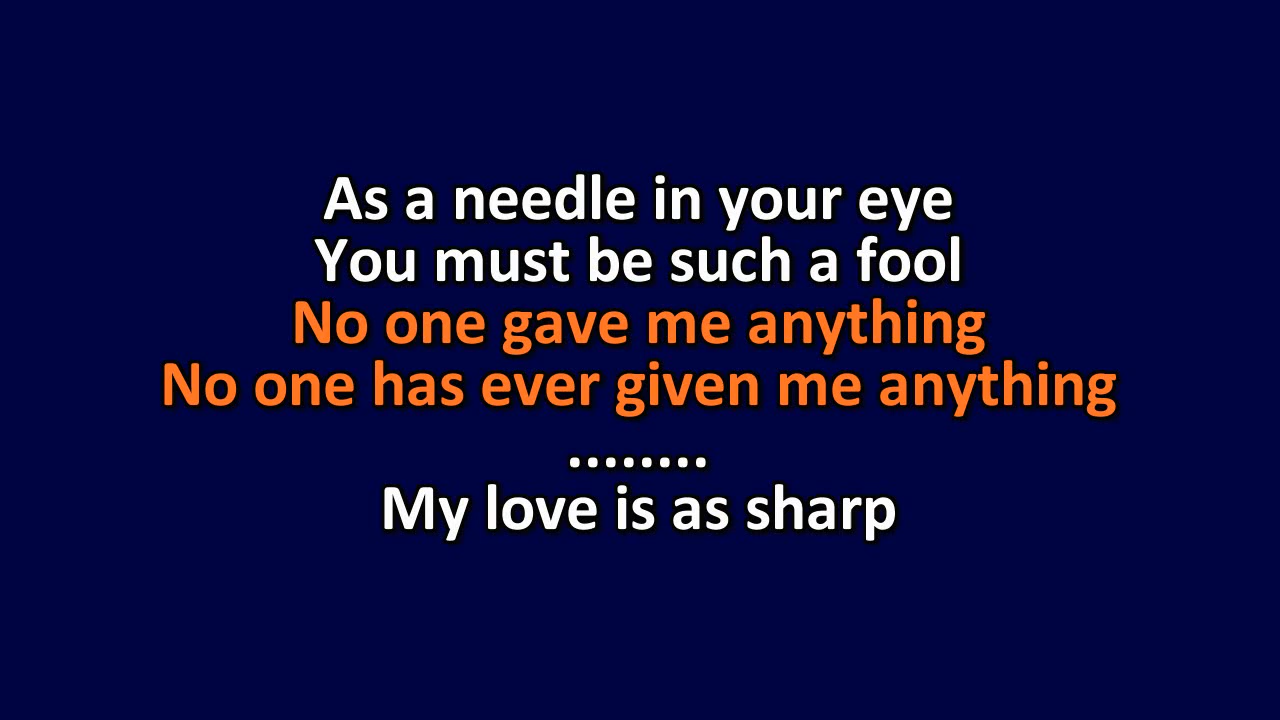 As a needle in your eye
You must be such a fool
No one gave me anything
No one has ever given me anything
........
My love is as sharp